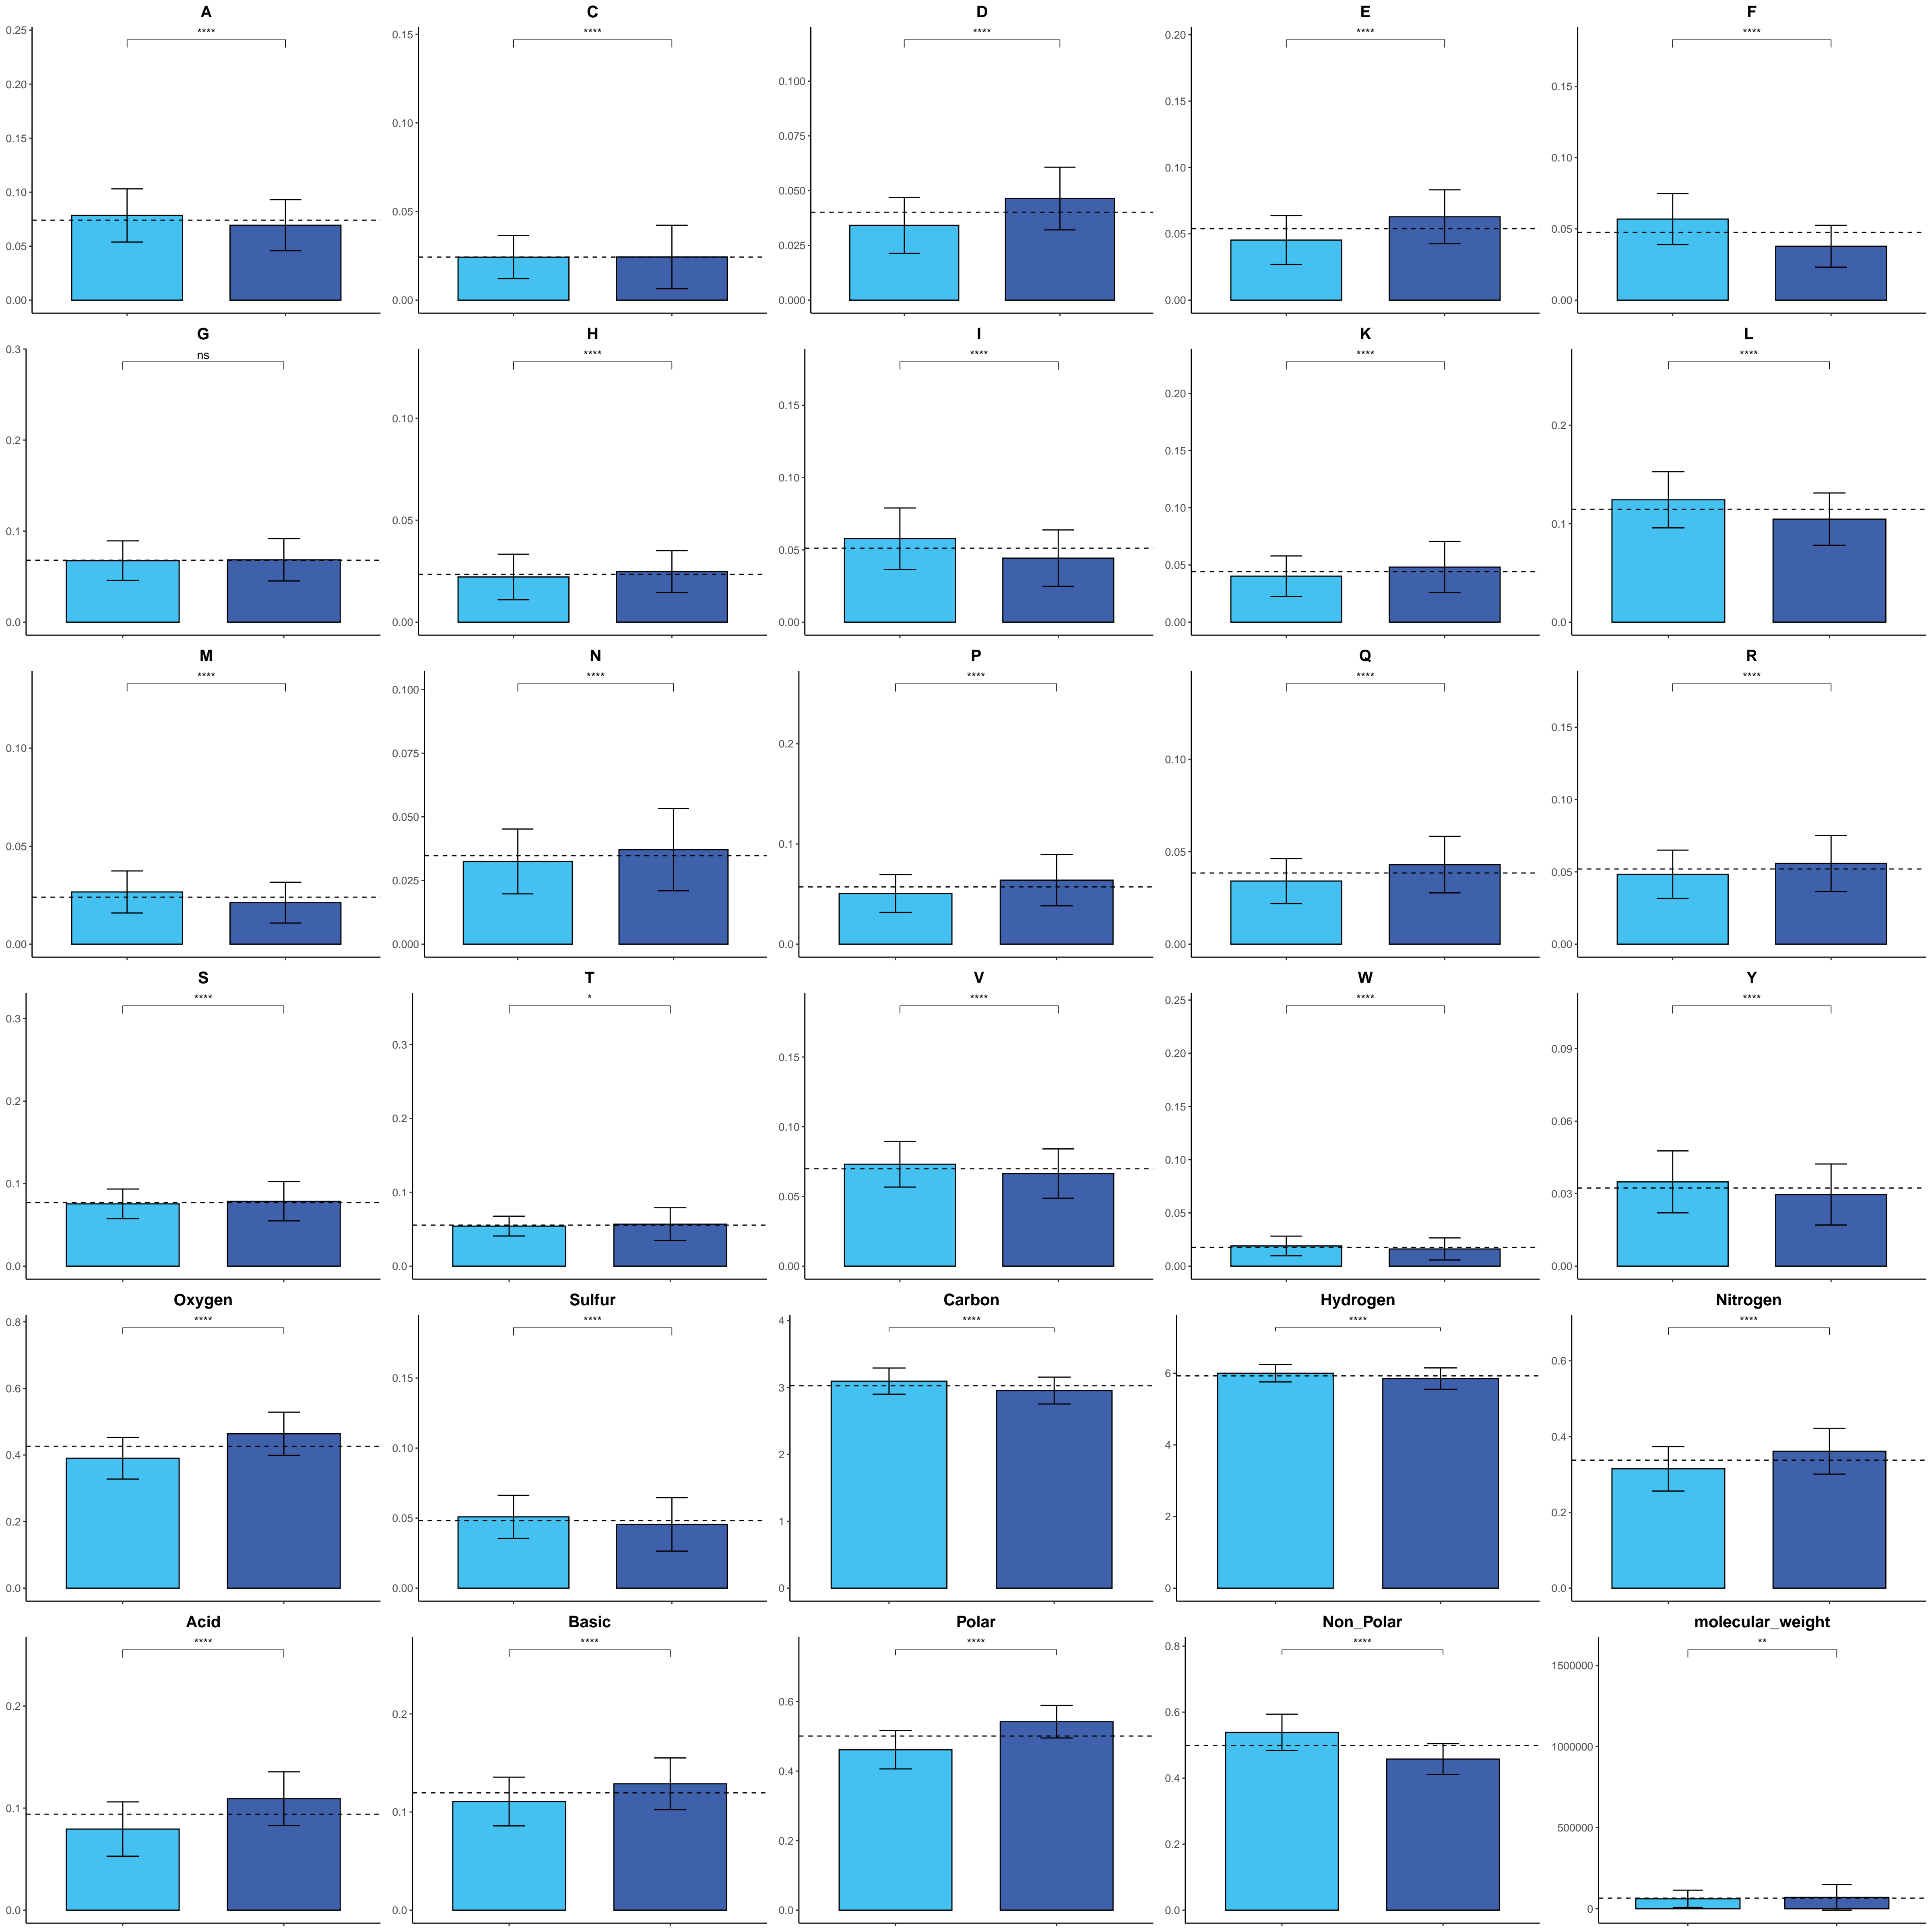 A C D E F
**** **** **** **** ****
0.25 0.20 0.15 0.10 0.05 0.00
0.15 0.10 0.05 0.00
0.100 0.075 0.050 0.025 0.000
0.20 0.15 0.10 0.05 0.00
0.15 0.10 0.05 0.00
G H I K L
ns **** **** **** ****
0.3 0.2 0.1 0.0
0.10 0.05 0.00
0.15 0.10 0.05 0.00
0.20 0.15 0.10 0.05 0.00
0.2 0.1 0.0
M N P Q R
**** **** **** **** ****
0.10 0.05 0.00
0.100 0.075 0.050 0.025 0.000
0.2 0.1 0.0
0.10 0.05 0.00
0.15 0.10 0.05 0.00
S T V W Y
**** * **** **** ****
0.3 0.2 0.1 0.0
0.3 0.2 0.1 0.0
0.15 0.10 0.05 0.00
0.25 0.20 0.15 0.10 0.05 0.00
0.09 0.06 0.03 0.00
Oxygen Sulfur Carbon Hydrogen Nitrogen
**** **** **** **** ****
0.8 0.6 0.4 0.2 0.0
0.15 0.10 0.05 0.00
4 3 2 1 0
6 4 2 0
0.6 0.4 0.2 0.0
Acid Basic Polar Non_Polar molecular_weight
**** **** **** **** **
0.2 0.1 0.0
0.2 0.1 0.0
0.6 0.4 0.2 0.0
0.8 0.6 0.4 0.2 0.0
1500000 1000000 500000 0